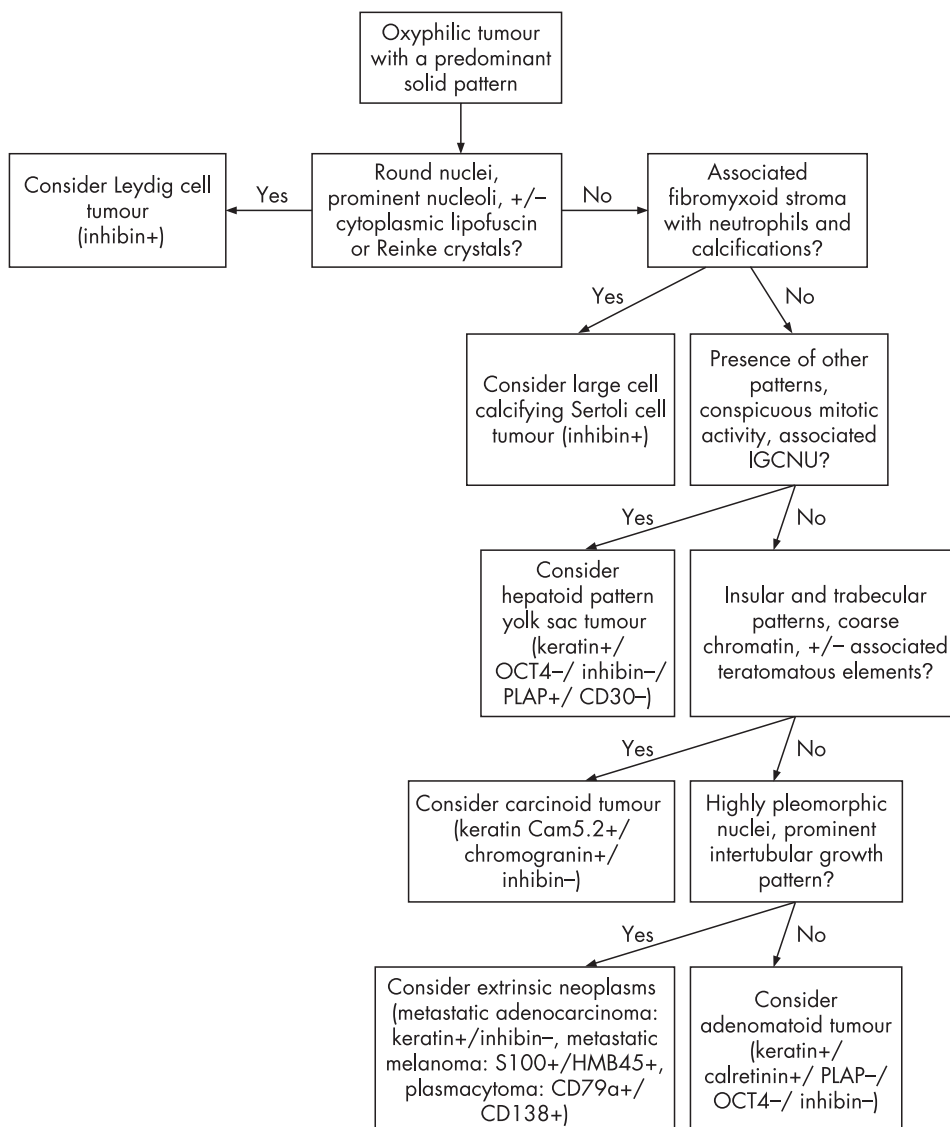 Oxyphilic tumour
with a predominant
solid pattern
Consider Leydig cell
tumour
(inhibin+)
Yes
Round nuclei,
prominent nucleoli, +/−
cytoplasmic lipofuscin
or Reinke crystals?
No
Associated
fibromyxoid stroma
with neutrophils and
calcifications?
Yes
No
Consider large cell
calcifying Sertoli cell
tumour (inhibin+)
Presence of other
patterns,
conspicuous mitotic
activity, associated
IGCNU?
Yes
No
Consider
hepatoid pattern
yolk sac tumour
(keratin+/
OCT4−/ inhibin−/
PLAP+/ CD30−)
Insular and trabecular
patterns, coarse
chromatin, +/− associated
teratomatous elements?
Yes
No
Consider carcinoid tumour
(keratin Cam5.2+/
chromogranin+/
inhibin−)
Highly pleomorphic
nuclei, prominent
intertubular growth
pattern?
Yes
No
Consider extrinsic neoplasms
(metastatic adenocarcinoma:
keratin+/inhibin−, metastatic
melanoma: S100+/HMB45+,
plasmacytoma: CD79a+/
CD138+)
Consider
adenomatoid tumour
(keratin+/
calretinin+/ PLAP−/
OCT4−/ inhibin−)